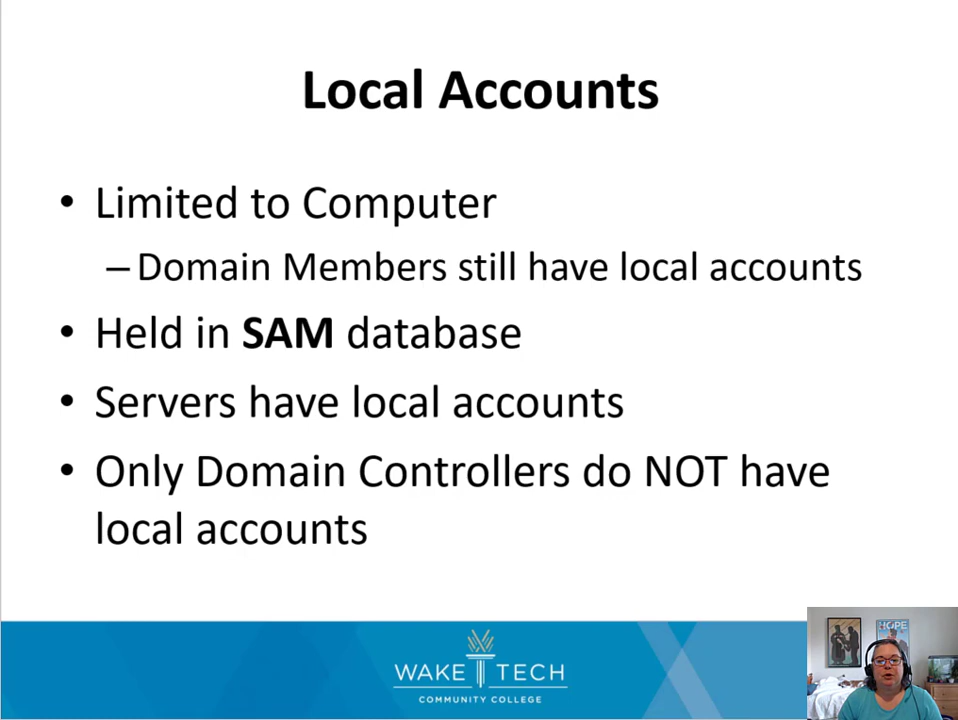 Local Accounts
• Limited to Computer
– Domain Members still have local accounts
• Held in SAM database
• Servers have local accounts
• Only Domain Controllers do NOT have
local accounts
WAKE TECH
COMMUNITY COLLEGE
HOPE